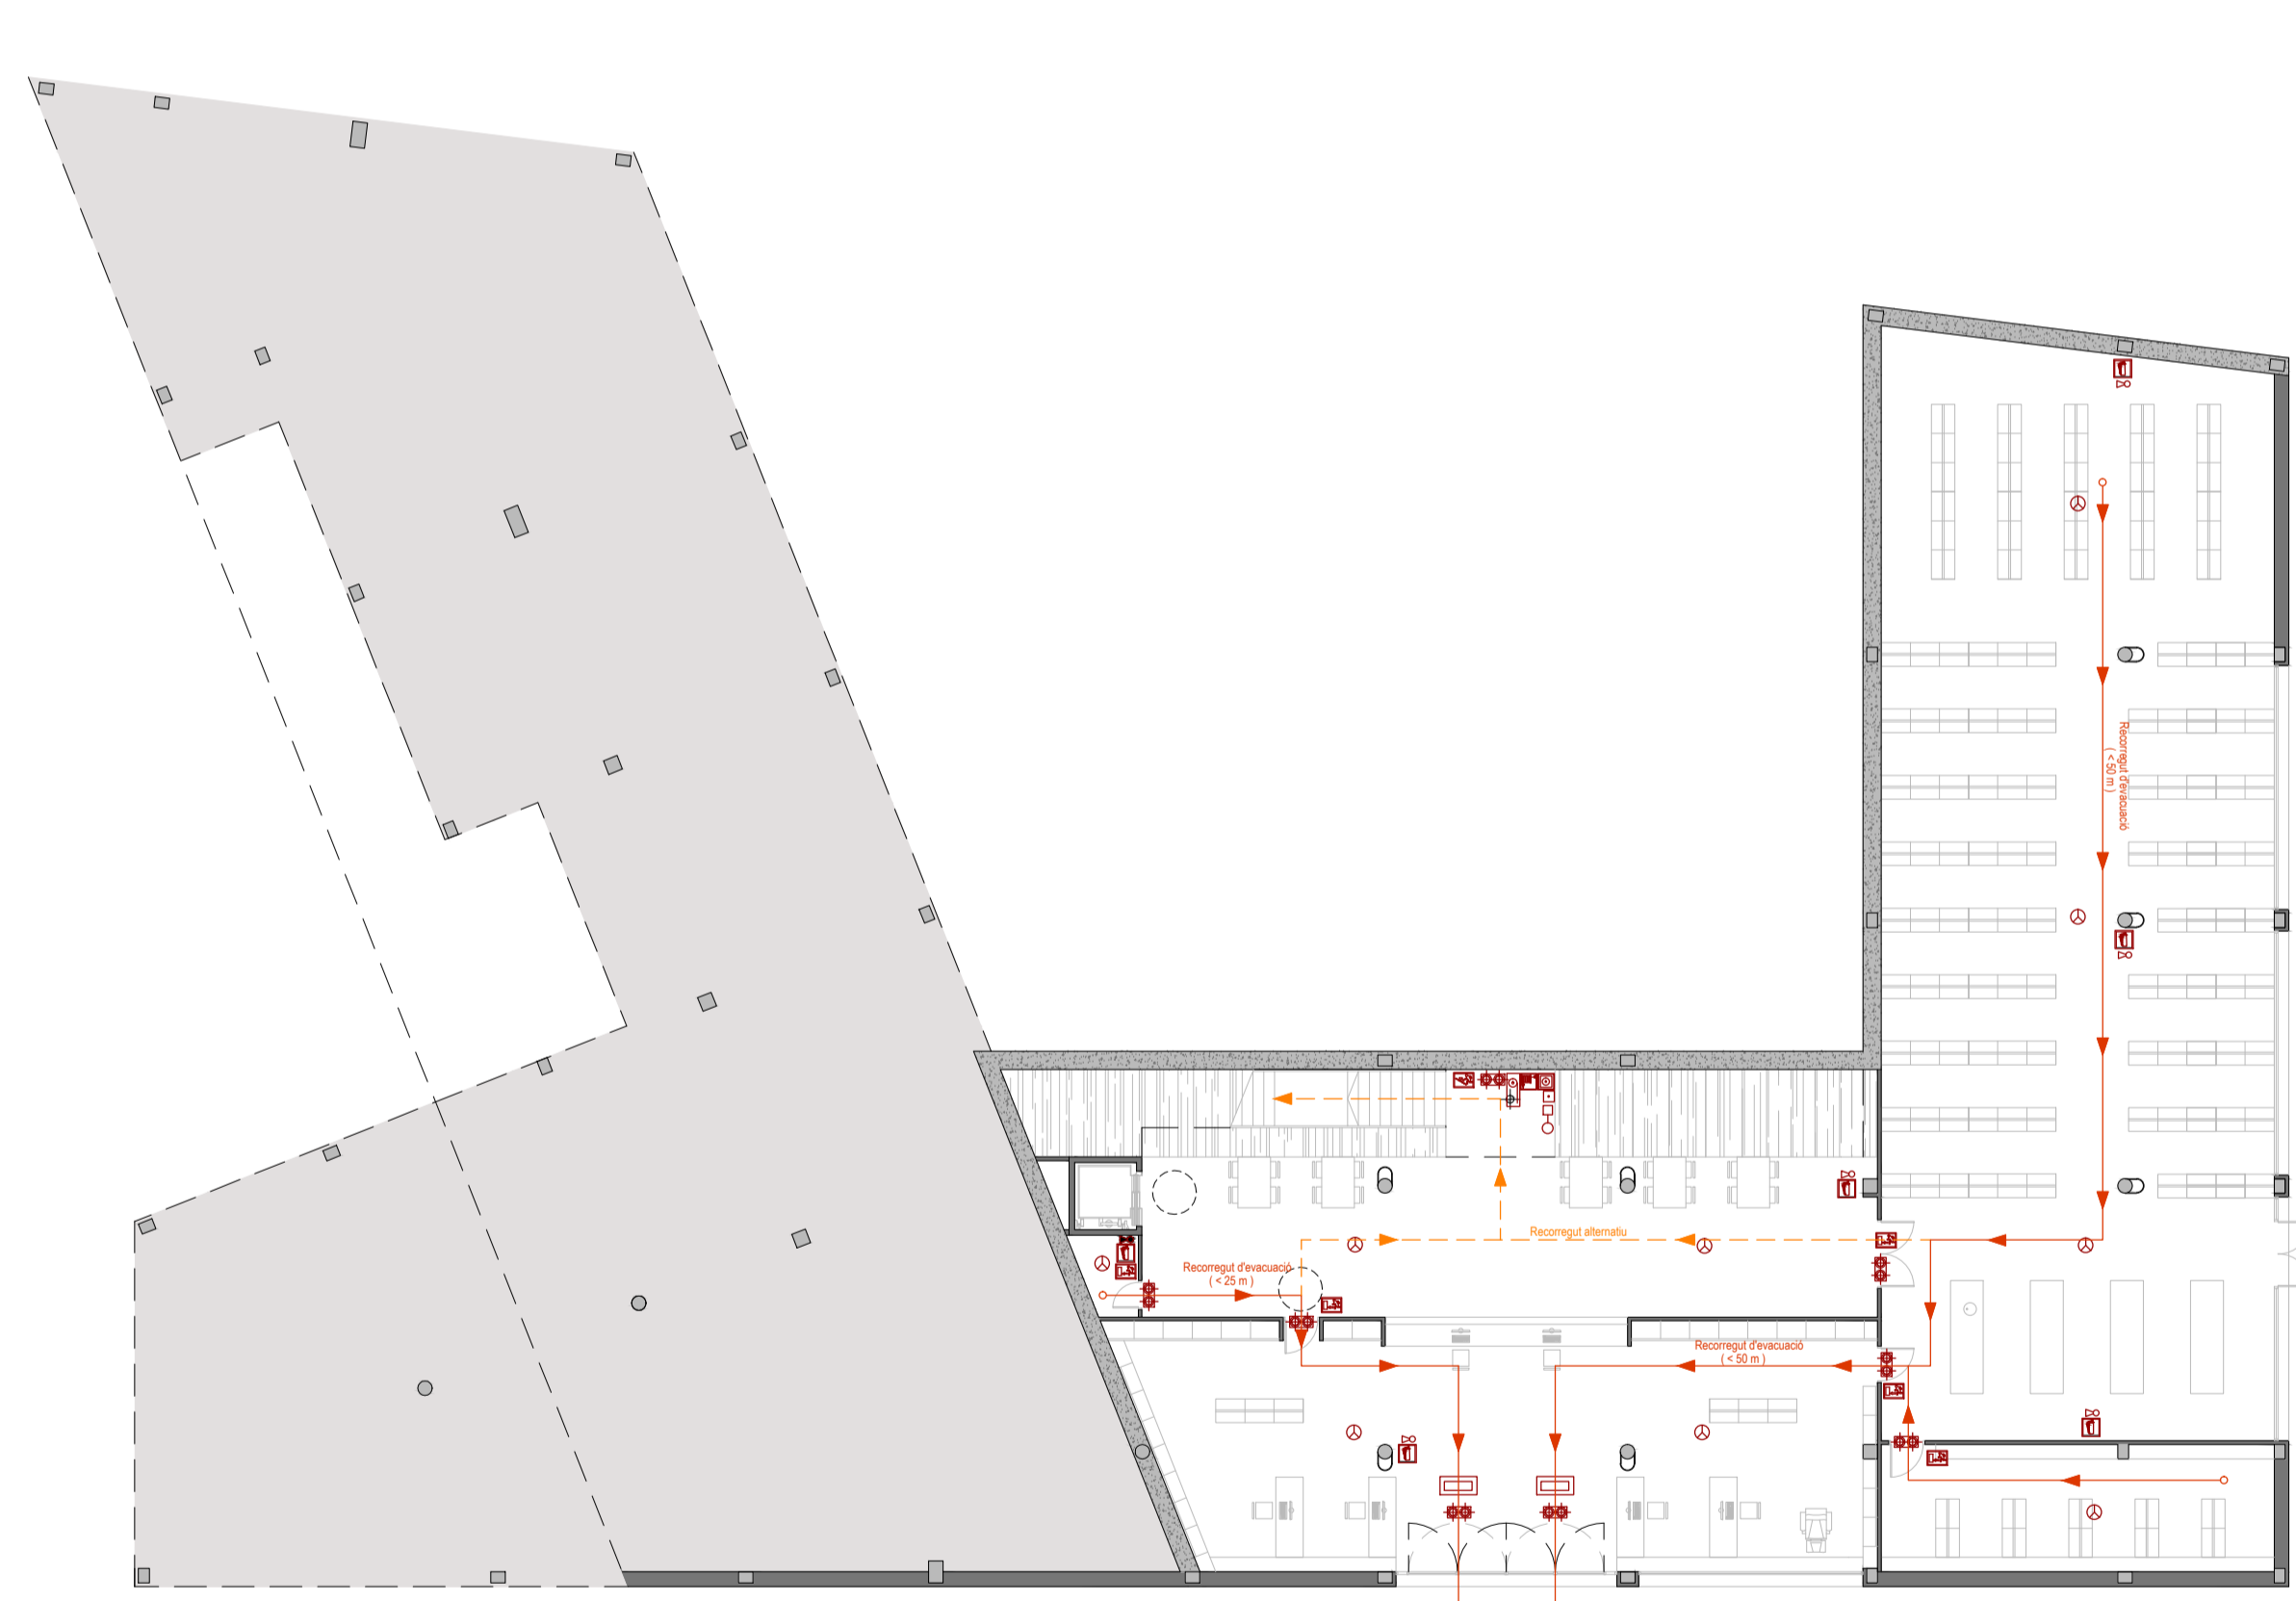 Recorregut d'evacuació
( < 50 m )
Recorregut alternatiu
Recorregut d'evacuació
( < 25 m )
Recorregut d'evacuació
( < 50 m )